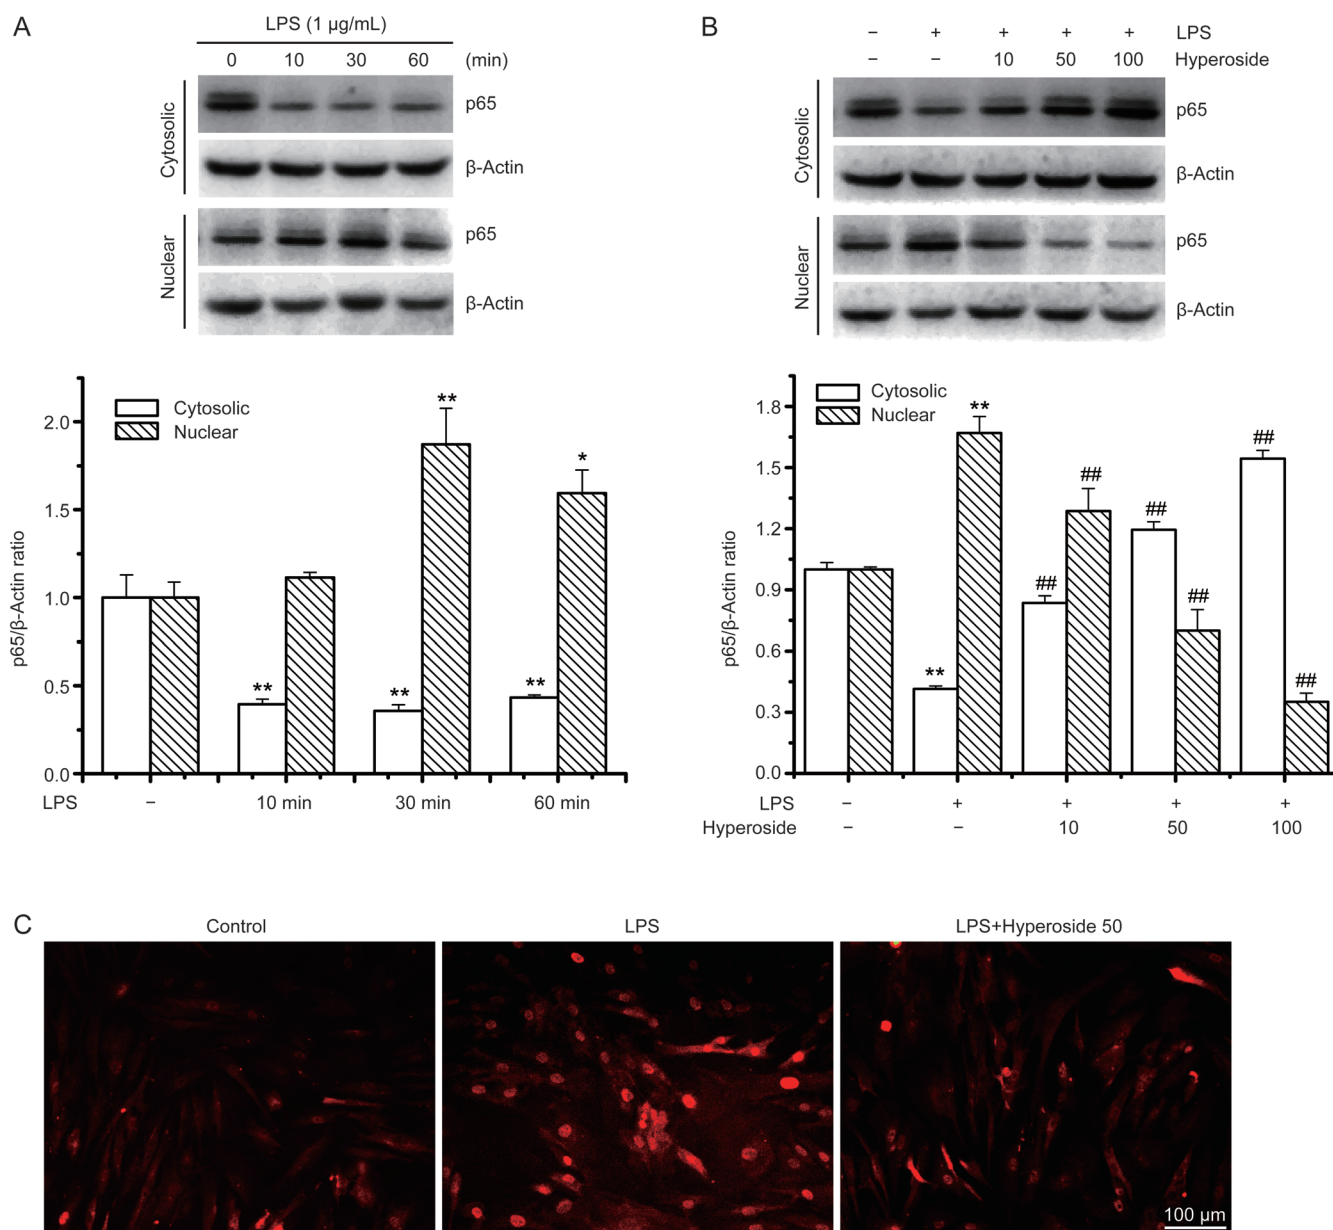 A
LPS (1 µg/mL)
0 10 30 60 (min)
Cytosolic
p65
β-Actin
Nuclear
p65
β-Actin
2.0
1.5
1.0
0.5
0.0
p65/β-Actin ratio
Cytosolic
Nuclear
** ** ** ** *
LPS – 10 min 30 min 60 min
B
– + + + + LPS
– – 10 50 100 Hyperoside
Cytosolic
p65
β-Actin
Nuclear
p65
β-Actin
1.8
1.5
1.2
0.9
0.6
0.3
0.0
p65/β-Actin ratio
Cytosolic
Nuclear
** ** ## ## ## ## ## ##
LPS – + + + +
Hyperoside – – 10 50 100
C
Control
LPS
LPS+Hyperoside 50
100 µm